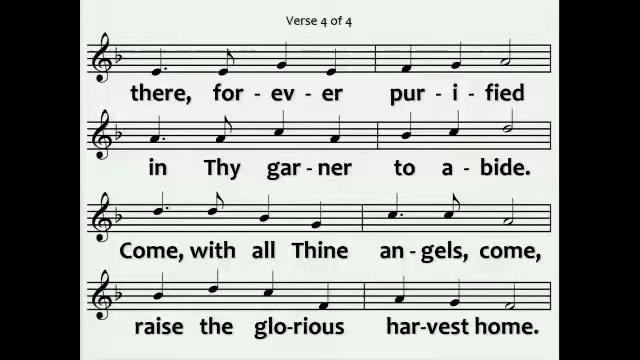 Verse 4 of 4
there, for - ev - er pur - i - fied
in Thy gar - ner to a - bide.
Come, with all Thine an - gels, come,
raise the glo-rious har-vest home.